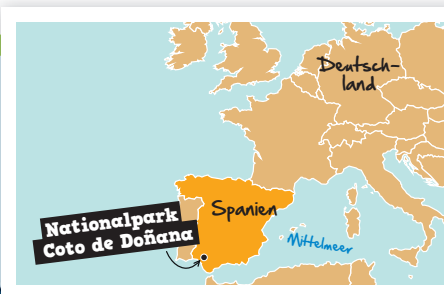 Deutsch-
land
Spanien
Nationalpark
Coto de Doñana
Mittelmeer